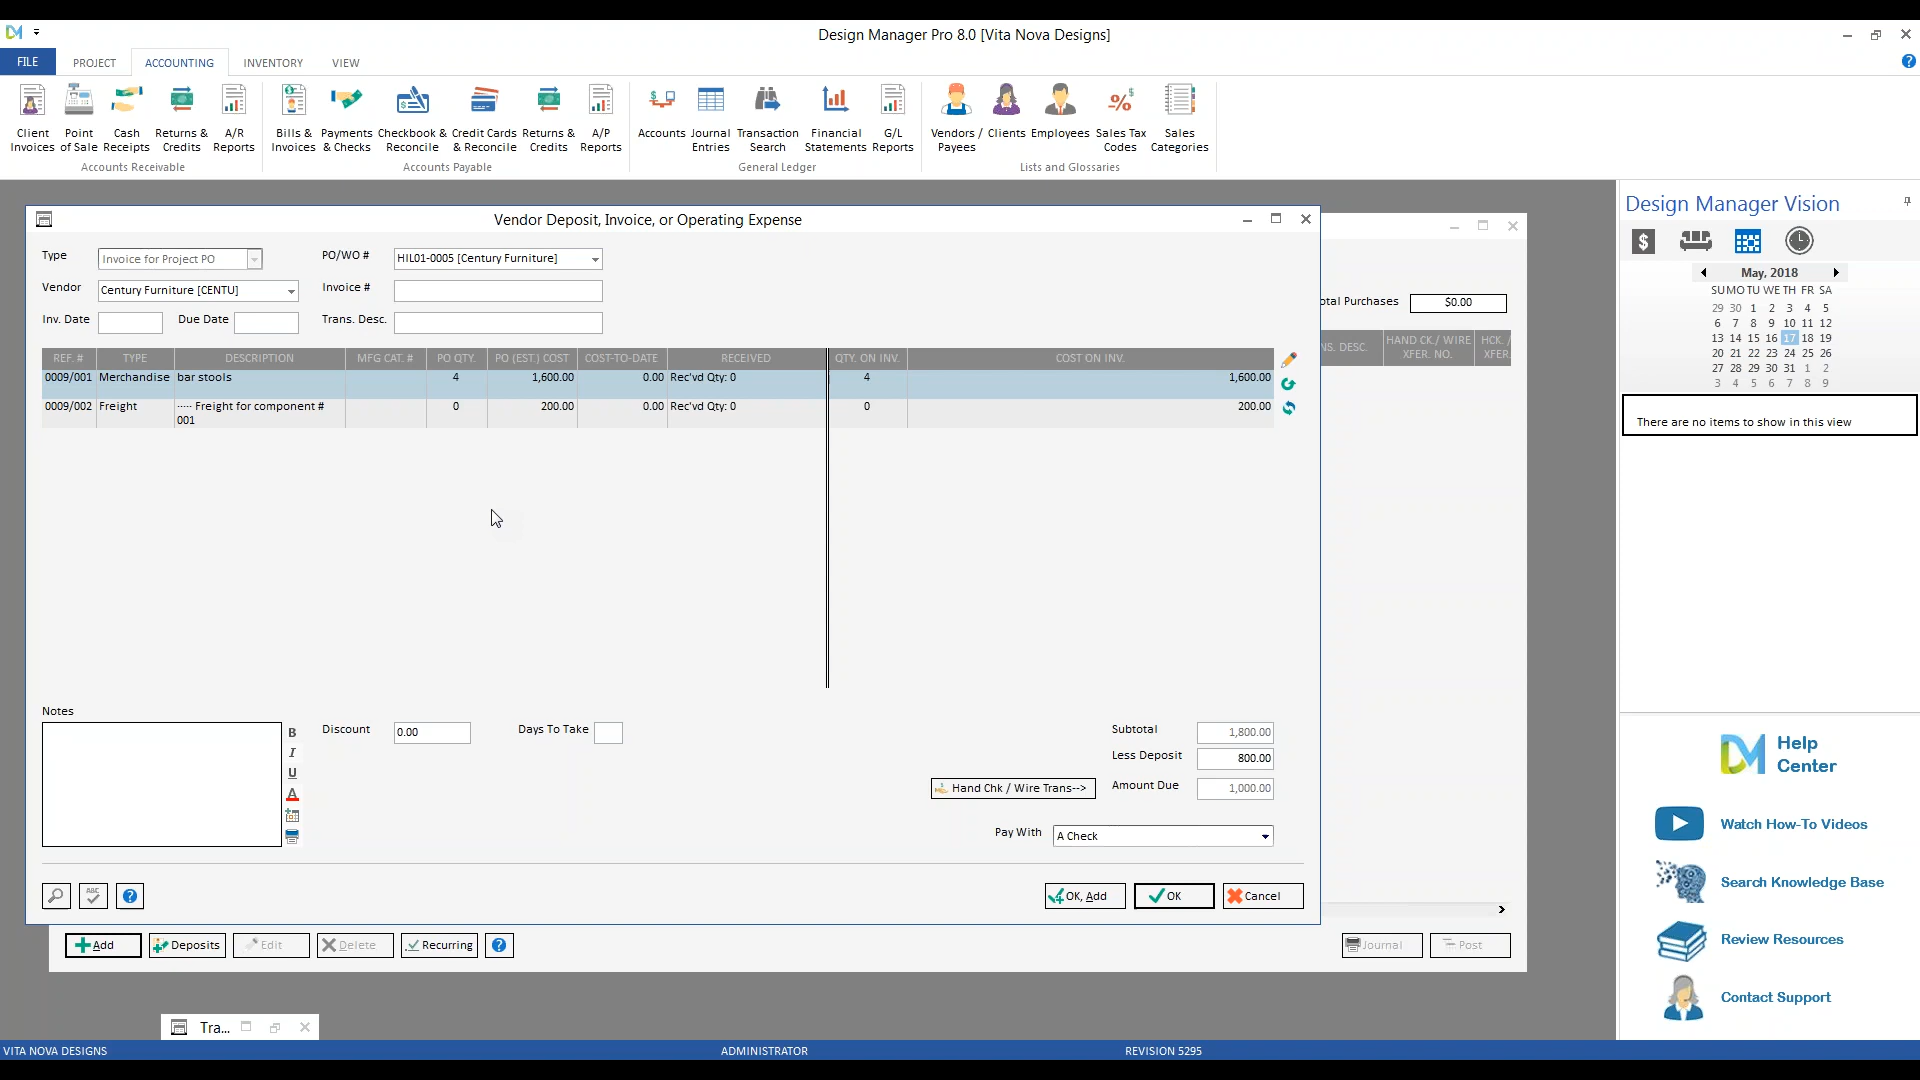 Design Manager Pro 8.0 [Vita Nova Designs]
FILE PROJECT ACCOUNTING INVENTORY VIEW
Client Invoices
Point of Sale
Cash Receipts
Returns & Credits
A/R Reports
Bills & Invoices
Payments & Checks
Checkbook & Reconcile
Credit Cards & Reconcile
Returns & Credits
A/P Reports
Accounts
Journal Entries
Transaction Search
Financial Statements
G/L Reports
Vendors / Payees
Clients
Employees
Sales Tax Codes
Sales Categories
Accounts Receivable
Accounts Payable
General Ledger
Lists and Glossaries
Vendor Deposit, Invoice, or Operating Expense
Type Invoice for Project PO PO/WO # HIL01-0005 [Century Furniture]
Vendor Century Furniture [CENTU] Invoice #
Inv. Date Due Date Trans. Desc.
REF. # TYPE DESCRIPTION MFG CAT. # PO QTY. PO (EST.) COST COST-TO-DATE RECEIVED QTY. ON INV. COST ON INV.
0009/001 Merchandise bar stools 4 1,600.00 0.00 Rec'vd Qty: 0 4 1,600.00
0009/002 Freight ----- Freight for component # 0 200.00 0.00 Rec'vd Qty: 0 0 200.00
001
Notes
B
I
U
A
Discount 0.00 Days To Take
Subtotal 1,800.00
Less Deposit 800.00
Hand Chk / Wire Trans--> Amount Due 1,000.00
Pay With A Check
ABC
?
OK, Add OK Cancel
otal Purchases $0.00
NS. DESC. HAND CK./ WIRE XFER. NO. HCK. / XFER.
Add Deposits Edit Delete Recurring ? Journal Post
Tra...
Design Manager Vision
$
May, 2018
SU MO TU WE TH FR SA
29 30 1 2 3 4 5
6 7 8 9 10 11 12
13 14 15 16 17 18 19
20 21 22 23 24 25 26
27 28 29 30 31 1 2
3 4 5 6 7 8 9
There are no items to show in this view
DM Help Center
Watch How-To Videos
Search Knowledge Base
Review Resources
Contact Support
VITA NOVA DESIGNS ADMINISTRATOR REVISION 5295